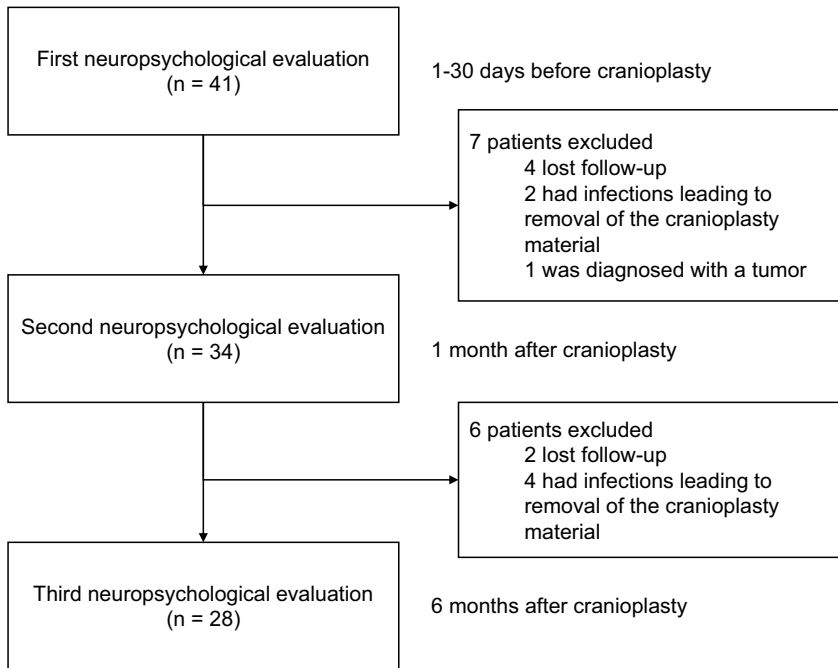 First neuropsychological evaluation
(n = 41)
1-30 days before cranioplasty
7 patients excluded
4 lost follow-up
2 had infections leading to
removal of the cranioplasty
material
1 was diagnosed with a tumor
Second neuropsychological evaluation
(n = 34)
1 month after cranioplasty
6 patients excluded
2 lost follow-up
4 had infections leading to
removal of the cranioplasty
material
Third neuropsychological evaluation
(n = 28)
6 months after cranioplasty